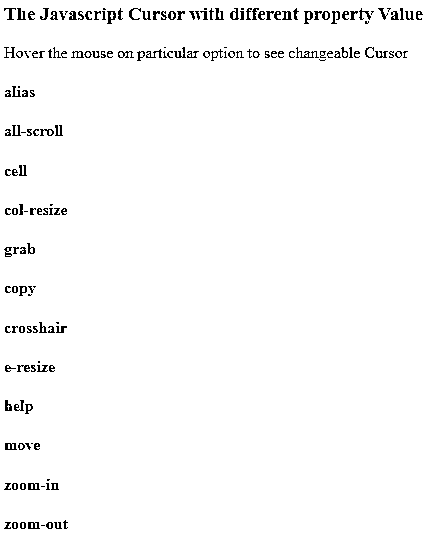 The Javascript Cursor with different property Value
Hover the mouse on particular option to see changeable Cursor
alias
all-scroll
cell
col-resize
grab
copy
crosshair
e-resize
help
move
zoom-in
zoom-out